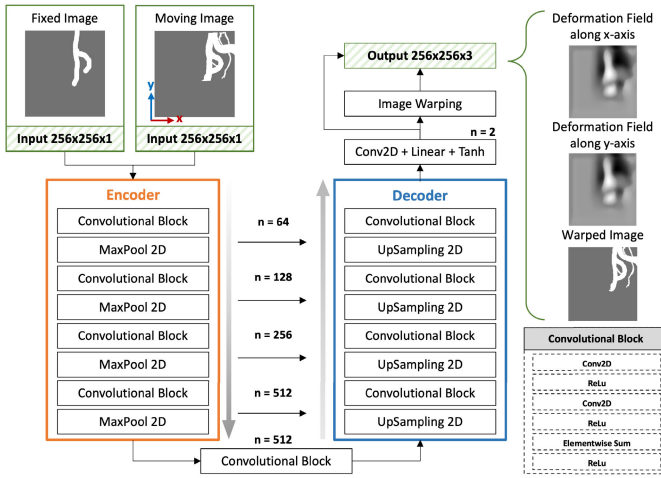 Fixed Image
Input 256x256x1
Moving Image
y
x
Input 256x256x1
Encoder
Convolutional Block
MaxPool 2D
Convolutional Block
MaxPool 2D
Convolutional Block
MaxPool 2D
Convolutional Block
MaxPool 2D
n = 64
n = 128
n = 256
n = 512
n = 512
Convolutional Block
Output 256x256x3
Image Warping
n = 2
Conv2D + Linear + Tanh
Decoder
Convolutional Block
UpSampling 2D
Convolutional Block
UpSampling 2D
Convolutional Block
UpSampling 2D
Convolutional Block
UpSampling 2D
Deformation Field
along x-axis
Deformation Field
along y-axis
Warped Image
Convolutional Block
Conv2D
ReLu
Conv2D
ReLu
Elementwise Sum
ReLu